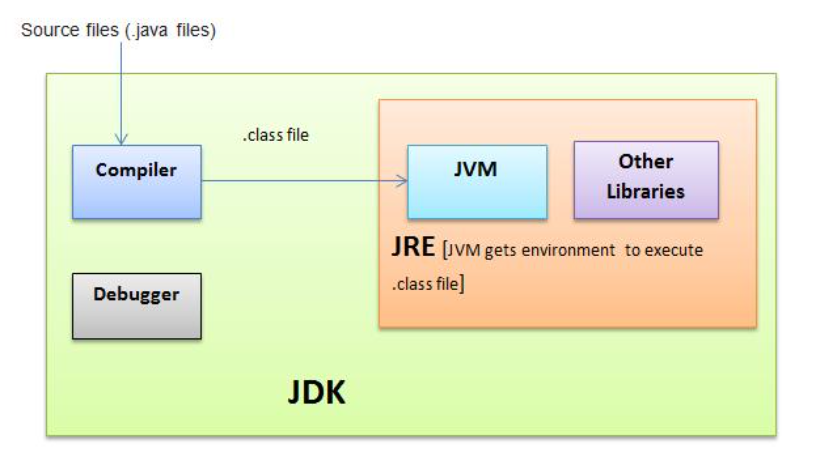 Source files (.java files)
.class file
Compiler
JVM
Other
Libraries
JRE [JVM gets environment to execute
.class file]
Debugger
JDK